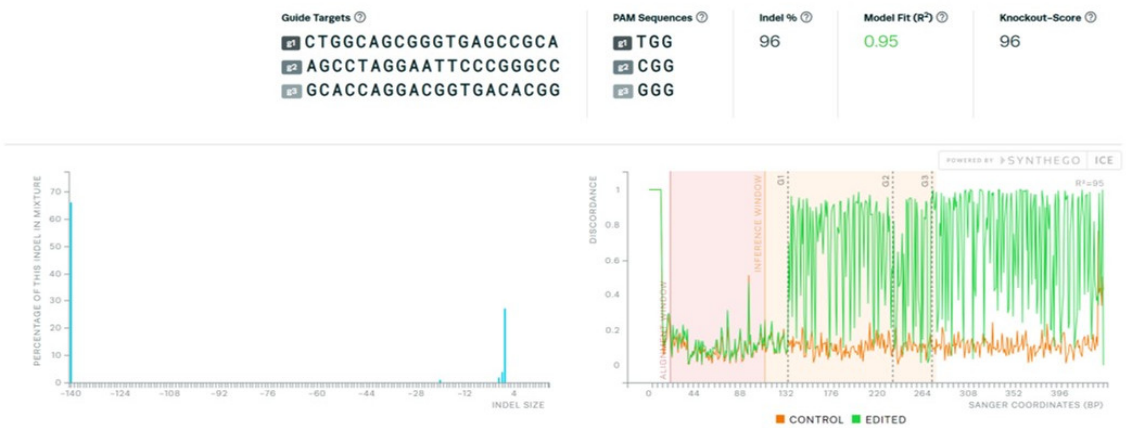 Guide Targets
g1 CTGGCAGCGGGTGAGCCGCA
g2 AGCCTAGGAATTCCCGGGCC
g3 GCACCAGGACGGTGACACGG
PAM Sequences
g1 TGG
g2 CGG
g3 GGG
Indel %
96
Model Fit (R²)
0.95
Knockout-Score
96
POWERED BY SYNTHEGO ICE
PERCENTAGE OF THIS INDEL IN MIXTURE
70
60
50
40
30
20
10
0
-140 -124 -108 -92 -76 -60 -44 -28 -12 4
INDEL SIZE
DISCORDANCE
1
0.8
0.6
0.4
0.2
0
ALIGNMENT WINDOW
INFERENCE WINDOW
G1
G2
G3
R²=95
0 44 88 132 176 220 264 308 352 396
SANGER COORDINATES (BP)
CONTROL EDITED